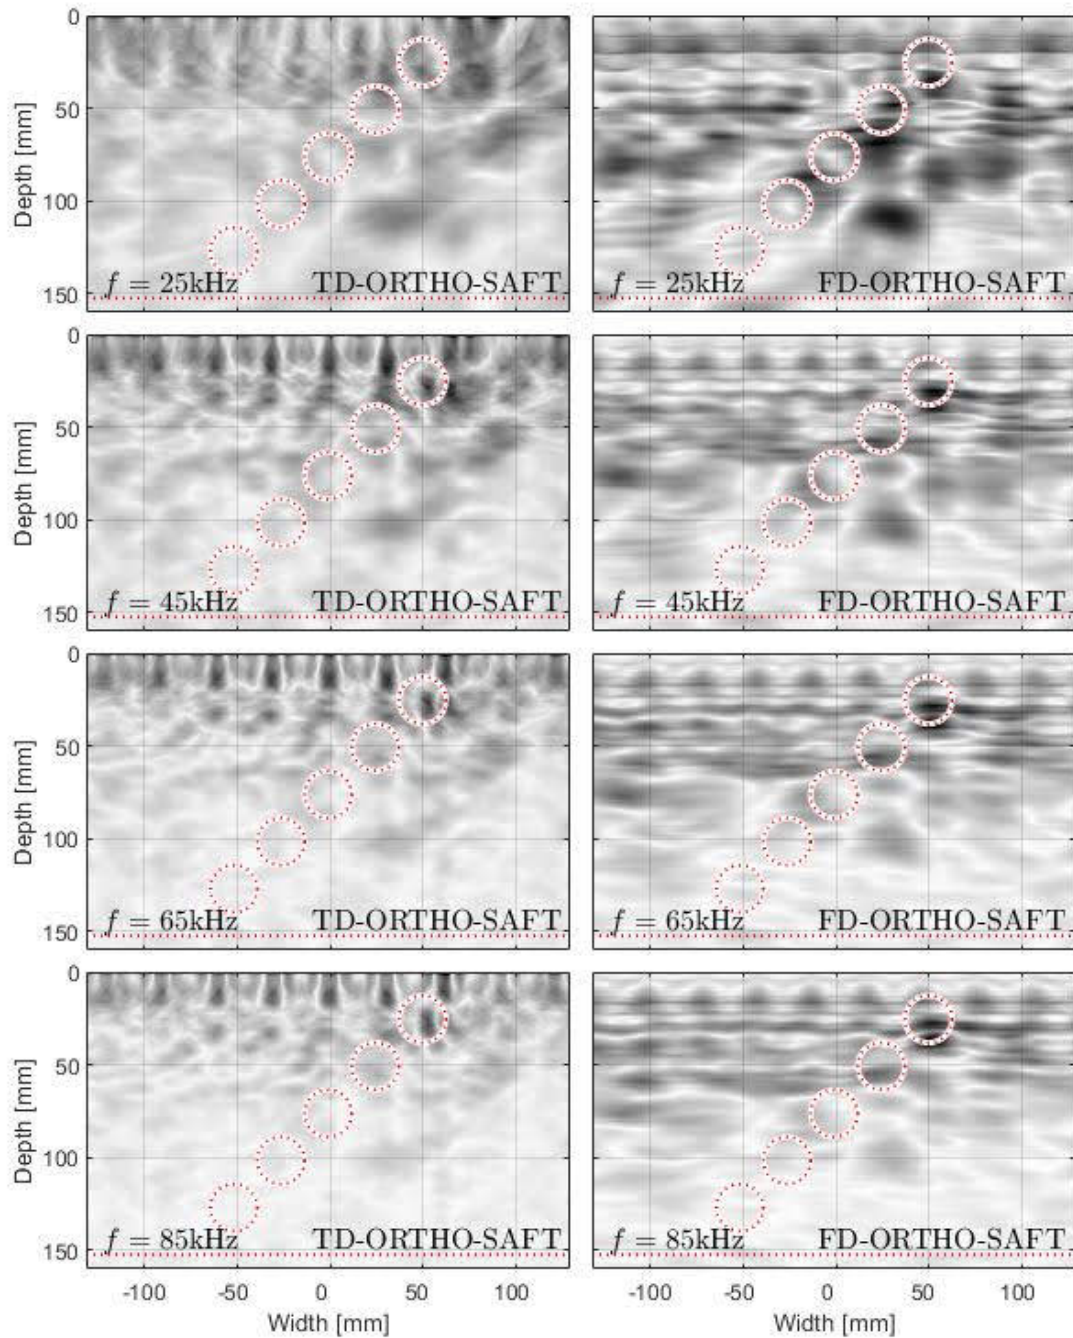 0
50
100
150
Depth [mm]
f = 25kHz TD-ORTHO-SAFT
f = 25kHz FD-ORTHO-SAFT
0
50
100
150
Depth [mm]
f = 45kHz TD-ORTHO-SAFT
f = 45kHz FD-ORTHO-SAFT
0
50
100
150
Depth [mm]
f = 65kHz TD-ORTHO-SAFT
f = 65kHz FD-ORTHO-SAFT
0
50
100
150
Depth [mm]
f = 85kHz TD-ORTHO-SAFT
f = 85kHz FD-ORTHO-SAFT
-100 -50 0 50 100
-100 -50 0 50 100
Width [mm]
Width [mm]